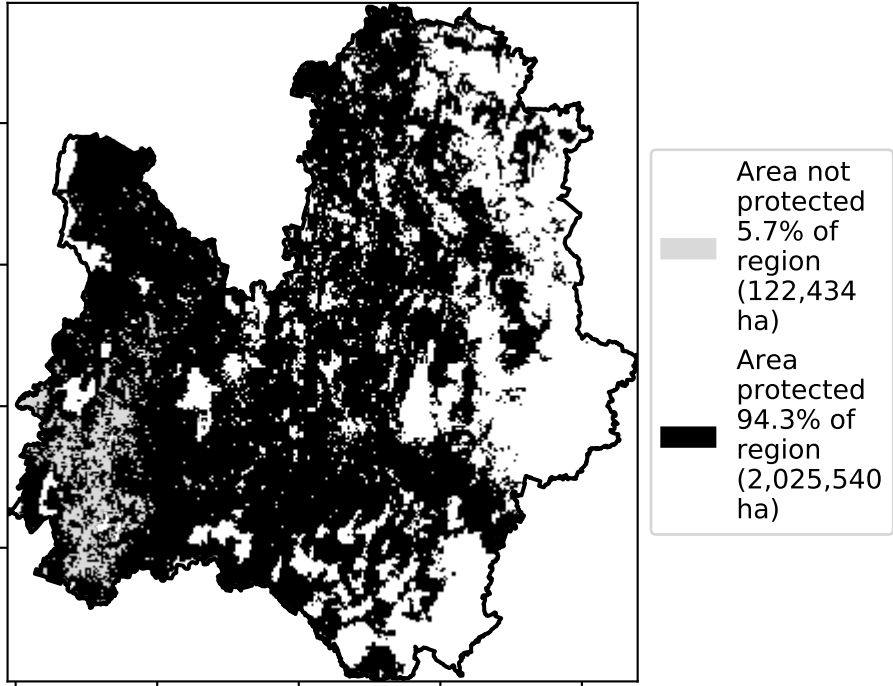 Area not
protected
5.7% of
region
(122,434
ha)
Area
protected
94.3% of
region
(2,025,540
ha)